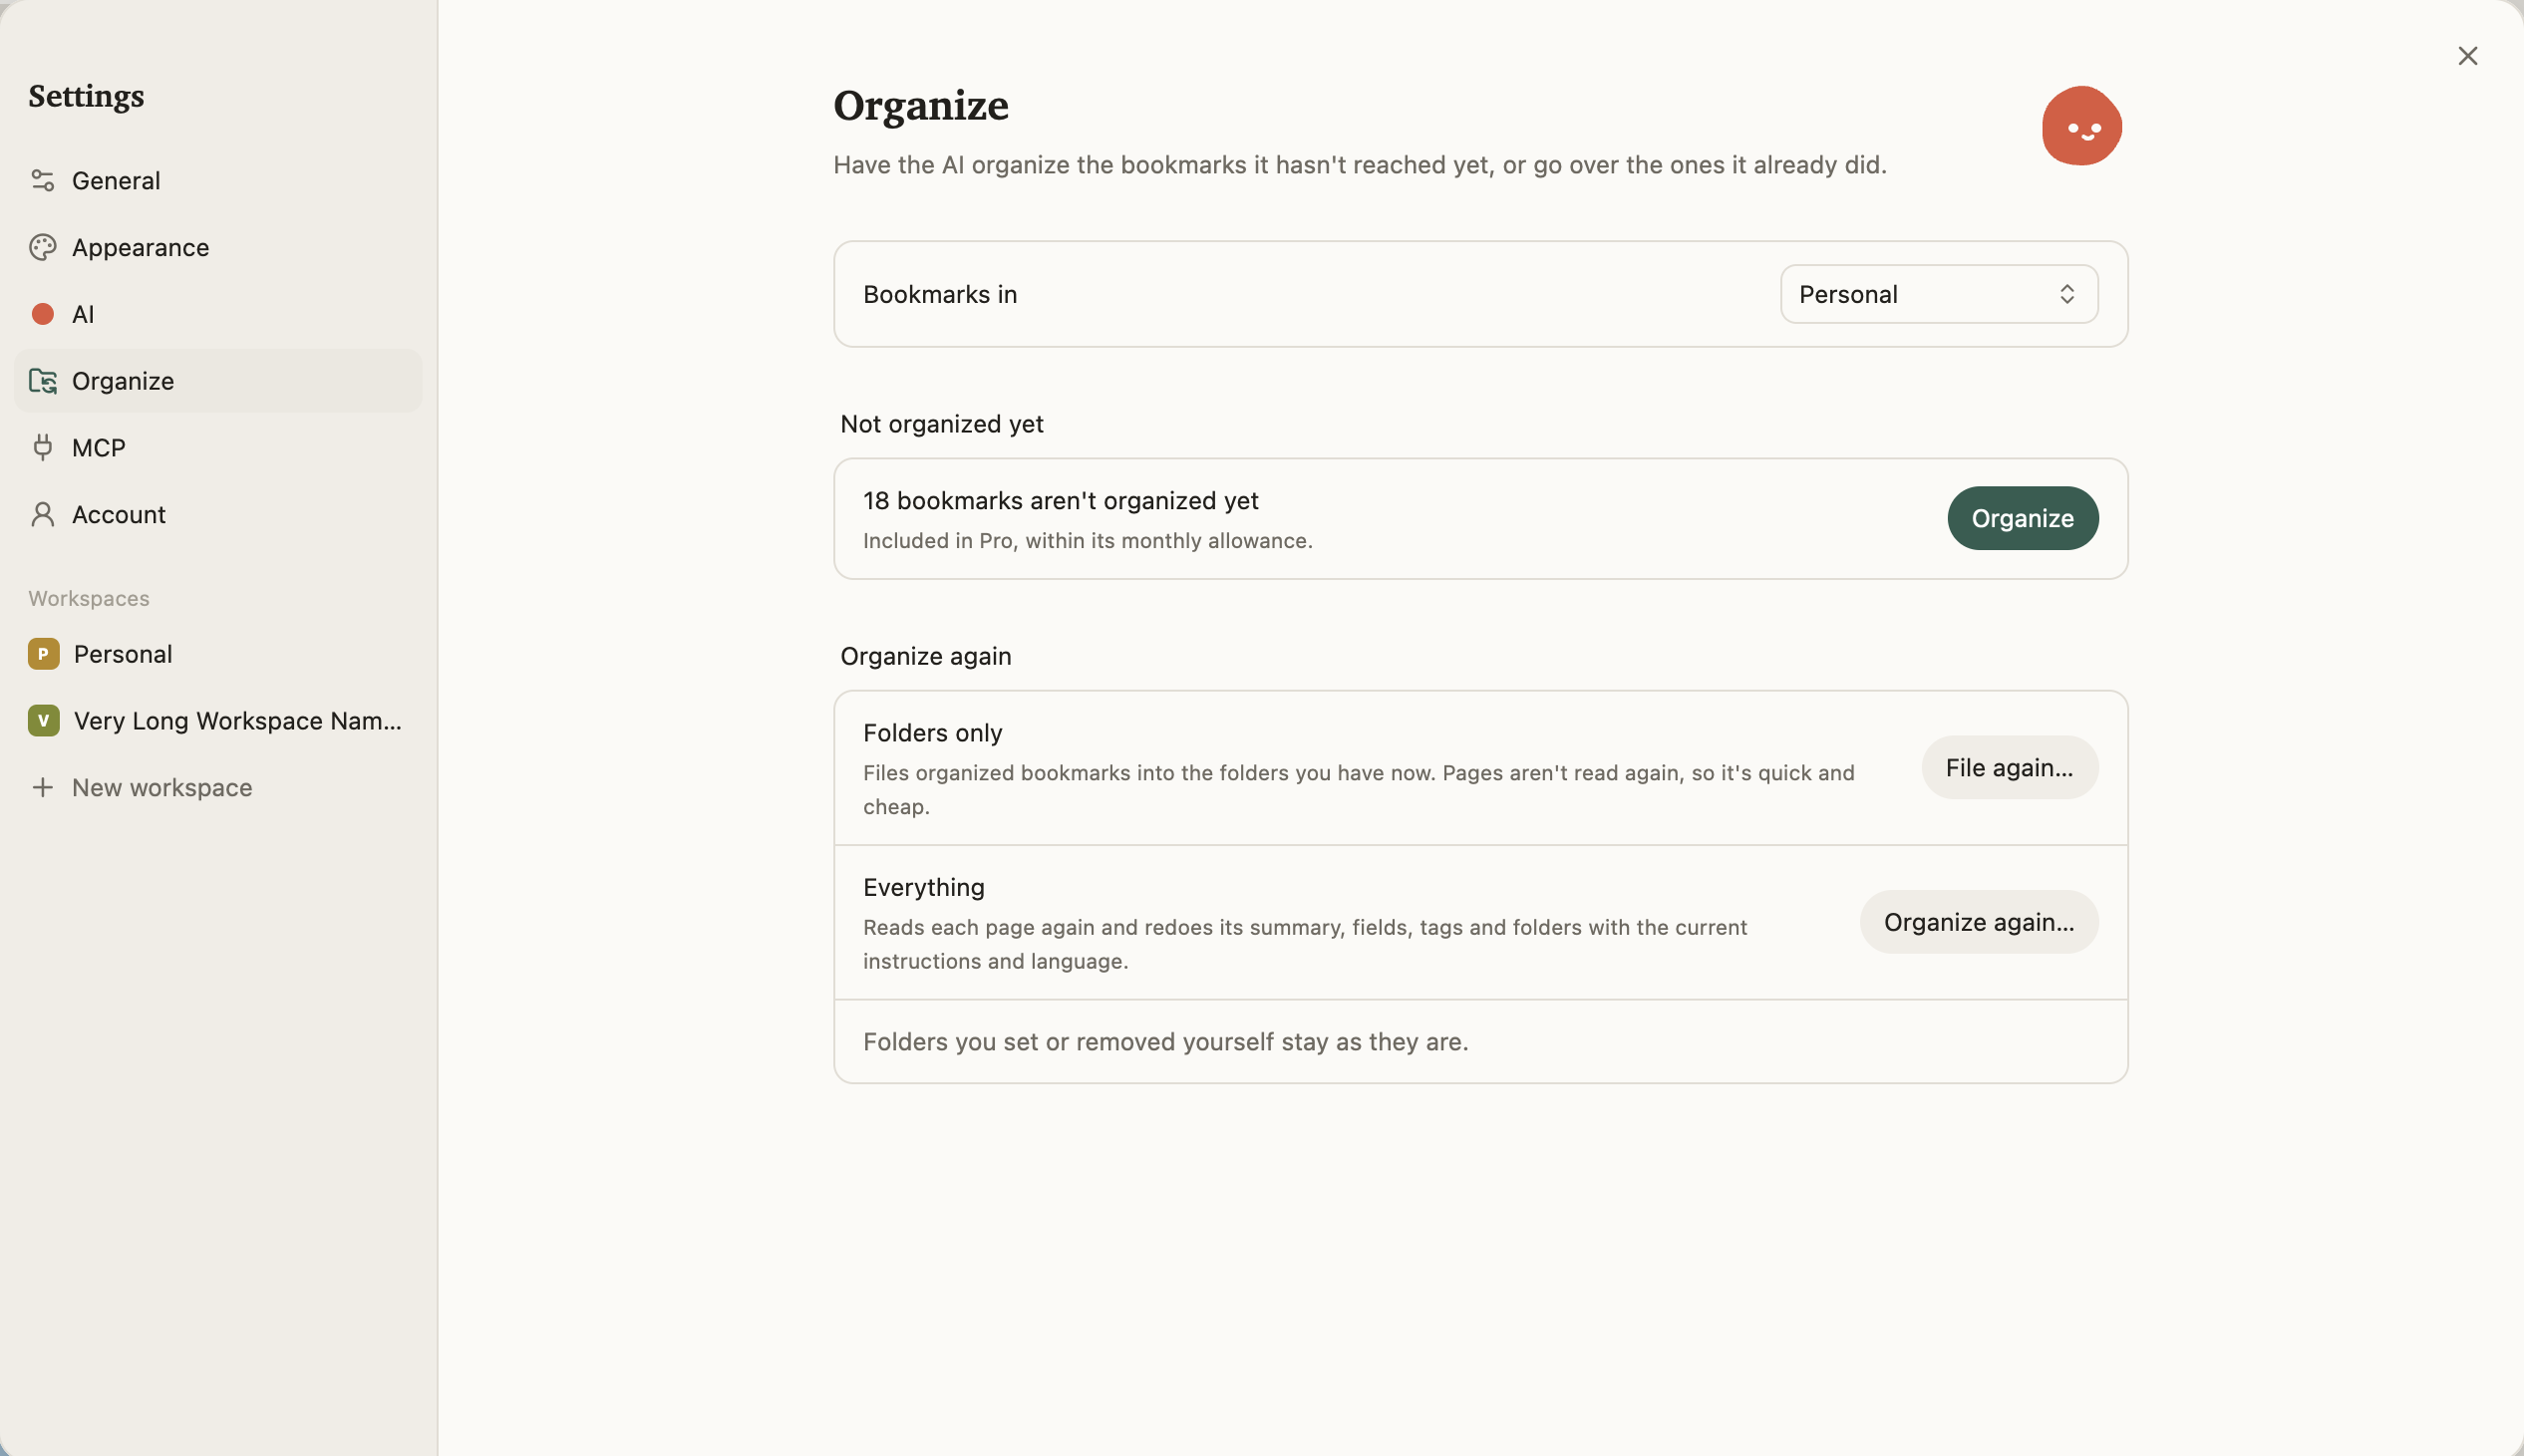 Settings
General
Appearance
AI
Organize
MCP
Account
Workspaces
P Personal
V Very Long Workspace Nam...
New workspace
Organize
Have the AI organize the bookmarks it hasn't reached yet, or go over the ones it already did.
Bookmarks in
Personal
Not organized yet
18 bookmarks aren't organized yet
Included in Pro, within its monthly allowance.
Organize
Organize again
Folders only
Files organized bookmarks into the folders you have now. Pages aren't read again, so it's quick and
cheap.
File again...
Everything
Reads each page again and redoes its summary, fields, tags and folders with the current
instructions and language.
Organize again...
Folders you set or removed yourself stay as they are.